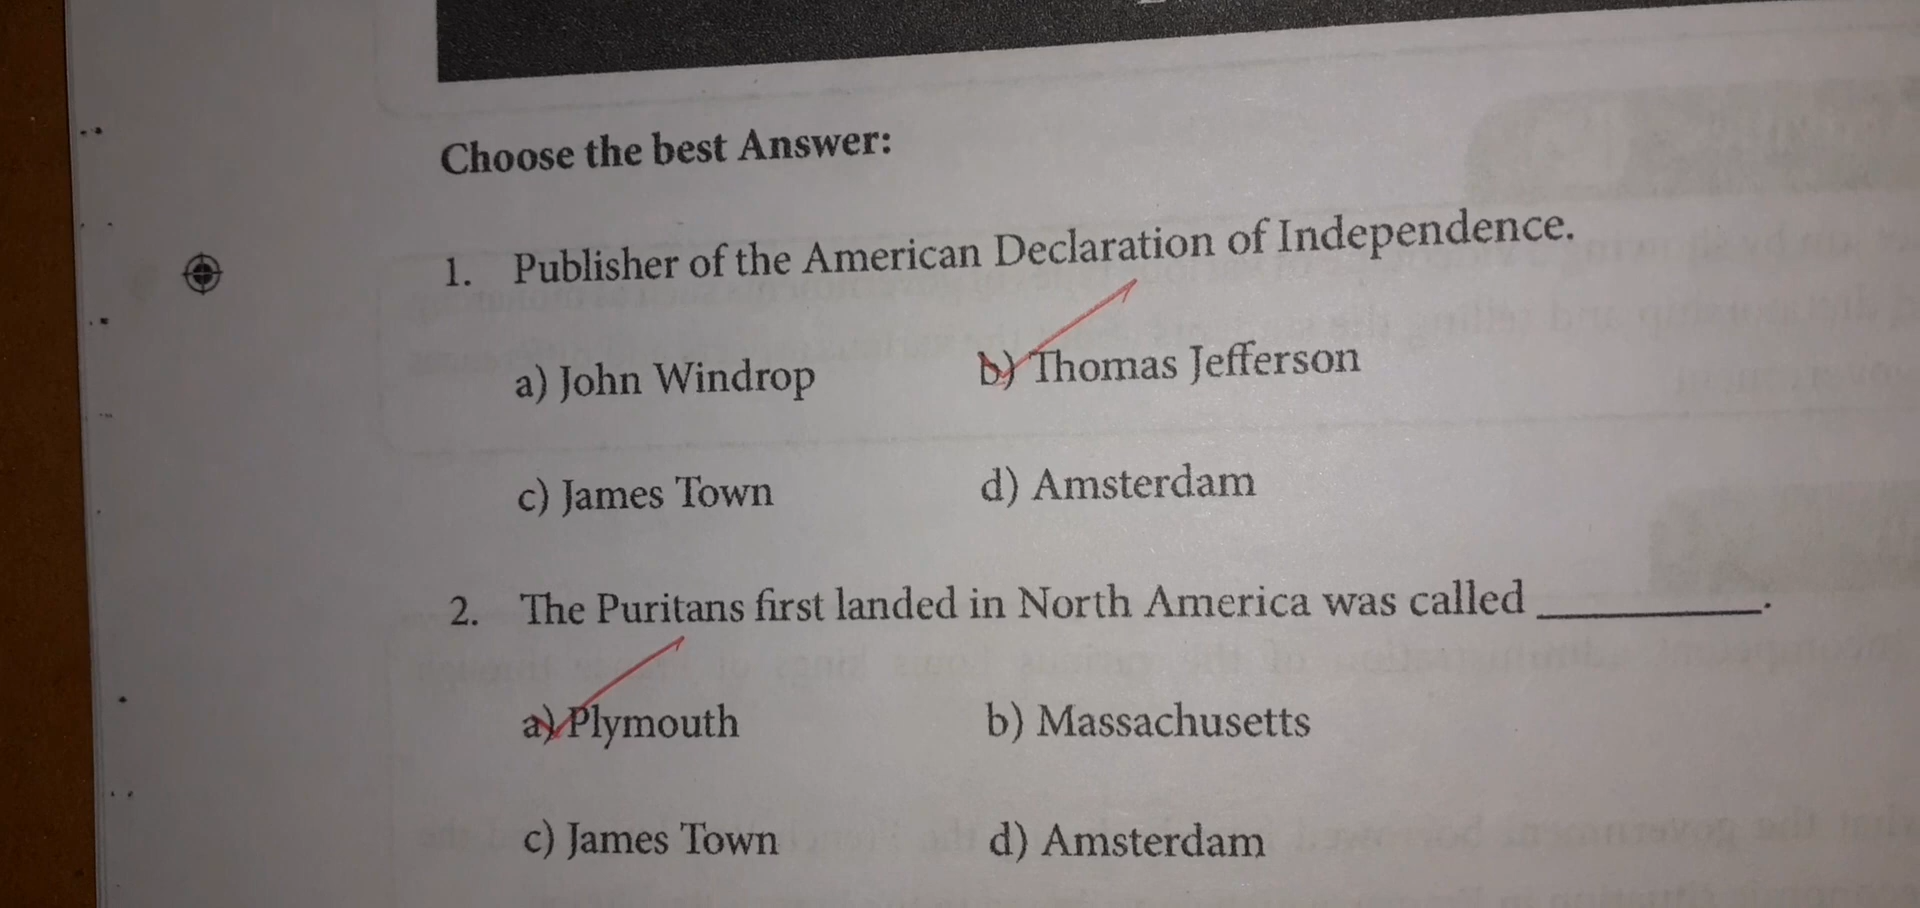 Choose the best Answer:
1. Publisher of the American Declaration of Independence.
a) John Windrop b) Thomas Jefferson
c) James Town d) Amsterdam
2. The Puritans first landed in North America was called __________.
a) Plymouth b) Massachusetts
c) James Town d) Amsterdam